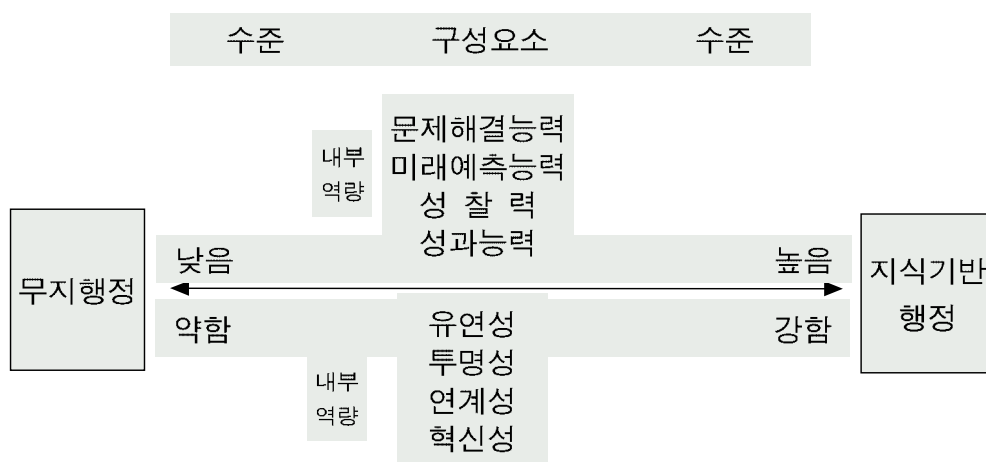 수준 구성요소 수준
내부
역량
문제해결능력
미래예측능력
성 찰 력
성과능력
낮음
높음
무지행정
지식기반
행정
약함
강함
유연성
투명성
연계성
혁신성
내부
역량